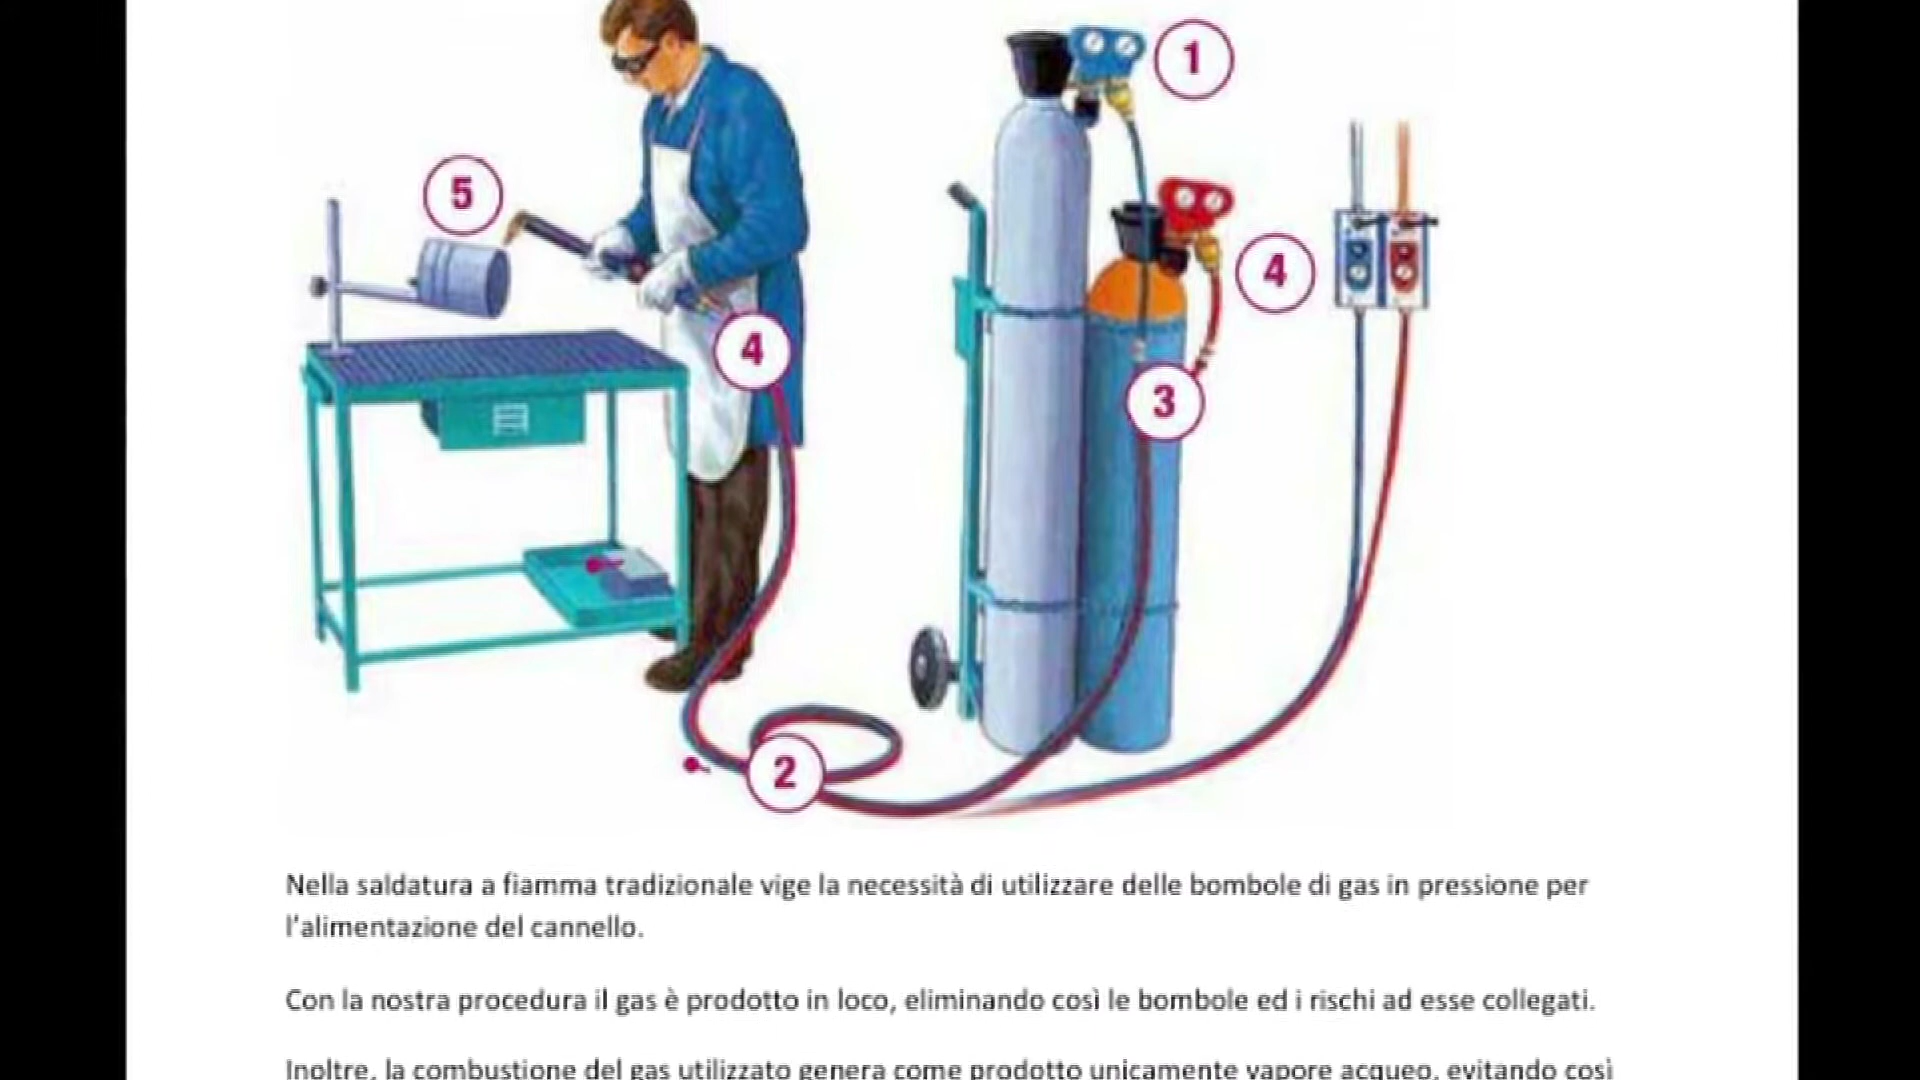 1
5
4
4
3
2
Nella saldatura a fiamma tradizionale vige la necessità di utilizzare delle bombole di gas in pressione per
l'alimentazione del cannello.
Con la nostra procedura il gas è prodotto in loco, eliminando così le bombole ed i rischi ad esse collegati.
Inoltre, la combustione del gas utilizzato genera come prodotto unicamente vapore acqueo, evitando così